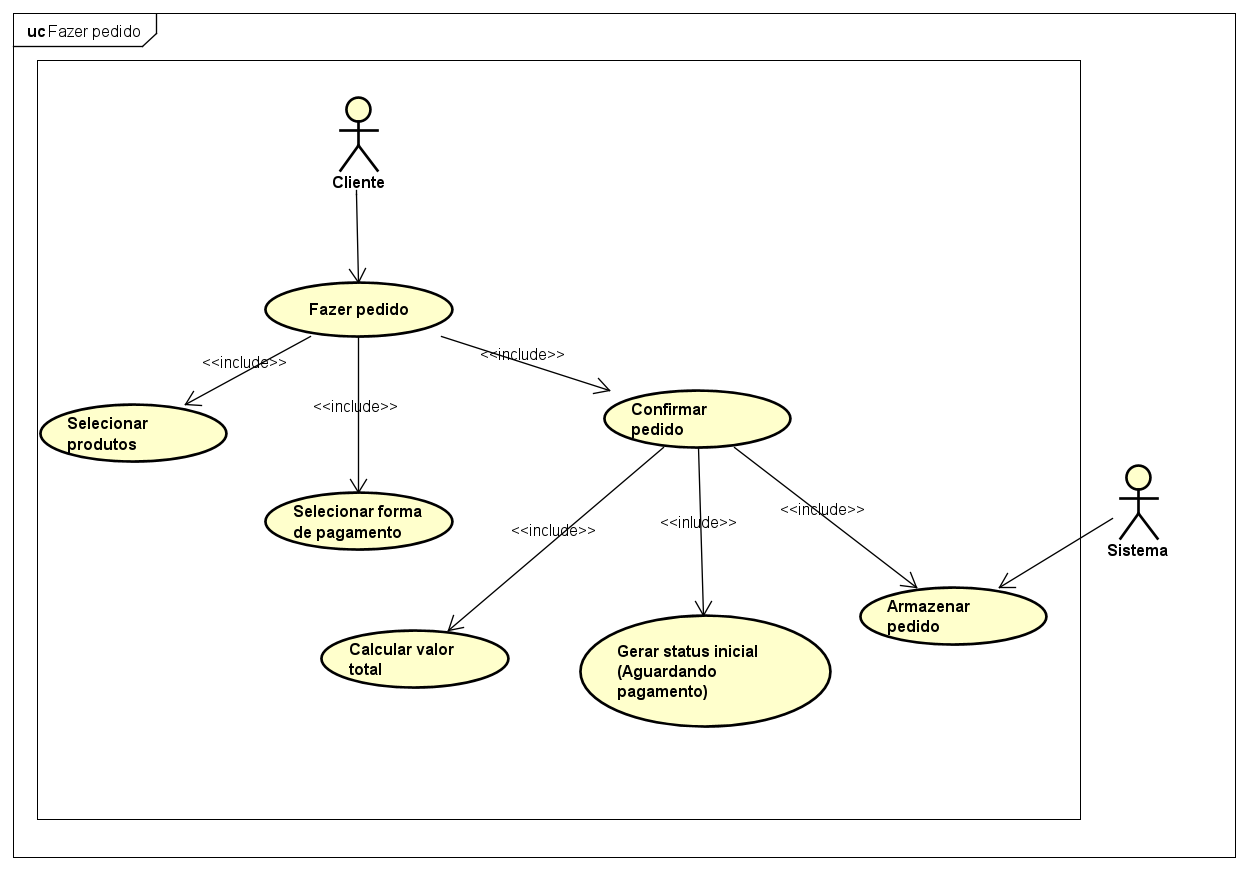 uc Fazer pedido
Cliente
Fazer pedido
<<include>>
<<include>>
<<include>>
Selecionar
produtos
Confirmar
pedido
Selecionar forma
de pagamento
<<include>>
<<inlude>>
<<include>>
Sistema
Armazenar
pedido
Calcular valor
total
Gerar status inicial
(Aguardando
pagamento)